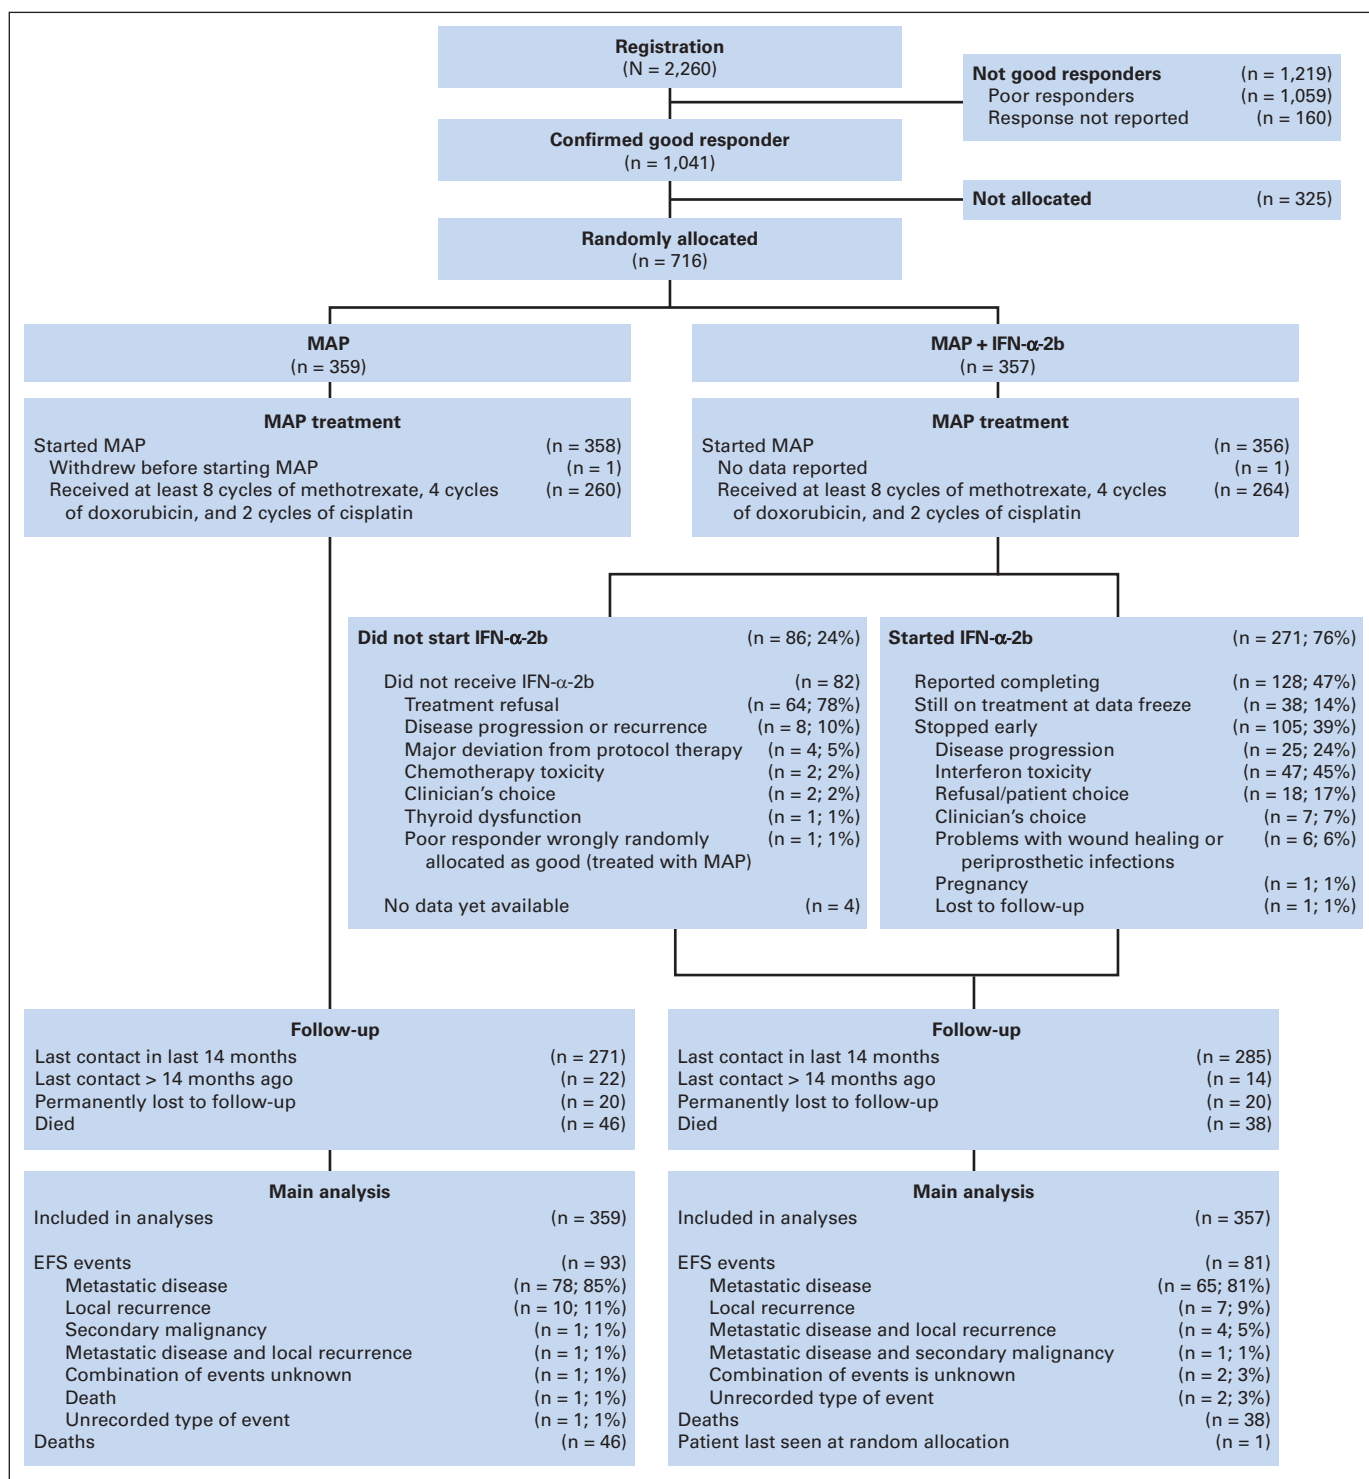 Registration
(N = 2,260)
Not good responders (n = 1,219)
Poor responders (n = 1,059)
Response not reported (n = 160)
Confirmed good responder
(n = 1,041)
Not allocated (n = 325)
Randomly allocated
(n = 716)
MAP
(n = 359)
MAP + IFN-α-2b
(n = 357)
MAP treatment
Started MAP (n = 358)
Withdrew before starting MAP (n = 1)
Received at least 8 cycles of methotrexate, 4 cycles (n = 260)
of doxorubicin, and 2 cycles of cisplatin
MAP treatment
Started MAP (n = 356)
No data reported (n = 1)
Received at least 8 cycles of methotrexate, 4 cycles (n = 264)
of doxorubicin, and 2 cycles of cisplatin
Did not start IFN-α-2b (n = 86; 24%)
Did not receive IFN-α-2b (n = 82)
Treatment refusal (n = 64; 78%)
Disease progression or recurrence (n = 8; 10%)
Major deviation from protocol therapy (n = 4; 5%)
Chemotherapy toxicity (n = 2; 2%)
Clinician's choice (n = 2; 2%)
Thyroid dysfunction (n = 1; 1%)
Poor responder wrongly randomly (n = 1; 1%)
allocated as good (treated with MAP)
No data yet available (n = 4)
Started IFN-α-2b (n = 271; 76%)
Reported completing (n = 128; 47%)
Still on treatment at data freeze (n = 38; 14%)
Stopped early (n = 105; 39%)
Disease progression (n = 25; 24%)
Interferon toxicity (n = 47; 45%)
Refusal/patient choice (n = 18; 17%)
Clinician's choice (n = 7; 7%)
Problems with wound healing or (n = 6; 6%)
periprosthetic infections
Pregnancy (n = 1; 1%)
Lost to follow-up (n = 1; 1%)
Follow-up
Last contact in last 14 months (n = 271)
Last contact > 14 months ago (n = 22)
Permanently lost to follow-up (n = 20)
Died (n = 46)
Follow-up
Last contact in last 14 months (n = 285)
Last contact > 14 months ago (n = 14)
Permanently lost to follow-up (n = 20)
Died (n = 38)
Main analysis
Included in analyses (n = 359)
EFS events (n = 93)
Metastatic disease (n = 78; 85%)
Local recurrence (n = 10; 11%)
Secondary malignancy (n = 1; 1%)
Metastatic disease and local recurrence (n = 1; 1%)
Combination of events unknown (n = 1; 1%)
Death (n = 1; 1%)
Unrecorded type of event (n = 1; 1%)
Deaths (n = 46)
Main analysis
Included in analyses (n = 357)
EFS events (n = 81)
Metastatic disease (n = 65; 81%)
Local recurrence (n = 7; 9%)
Metastatic disease and local recurrence (n = 4; 5%)
Metastatic disease and secondary malignancy (n = 1; 1%)
Combination of events is unknown (n = 2; 3%)
Unrecorded type of event (n = 2; 3%)
Deaths (n = 38)
Patient last seen at random allocation (n = 1)